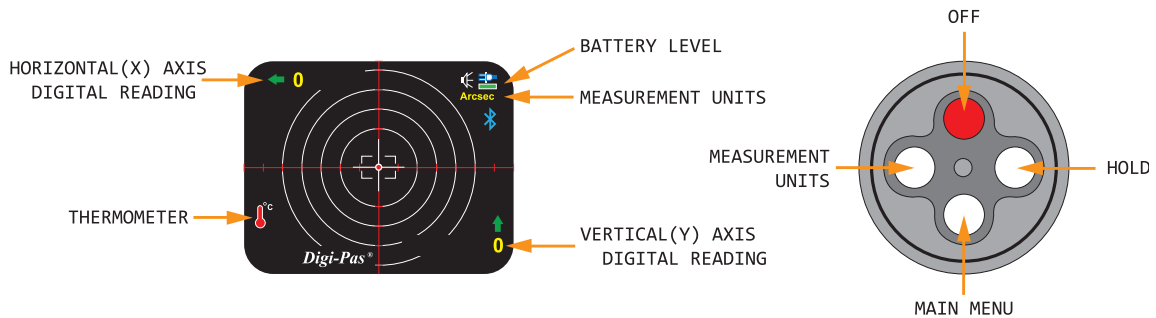 OFF
BATTERY LEVEL
HORIZONTAL(X) AXIS
DIGITAL READING
0
Arcsec
MEASUREMENT UNITS
MEASUREMENT
UNITS
HOLD
THERMOMETER
°C
VERTICAL(Y) AXIS
DIGITAL READING
0
Digi-Pas®
MAIN MENU